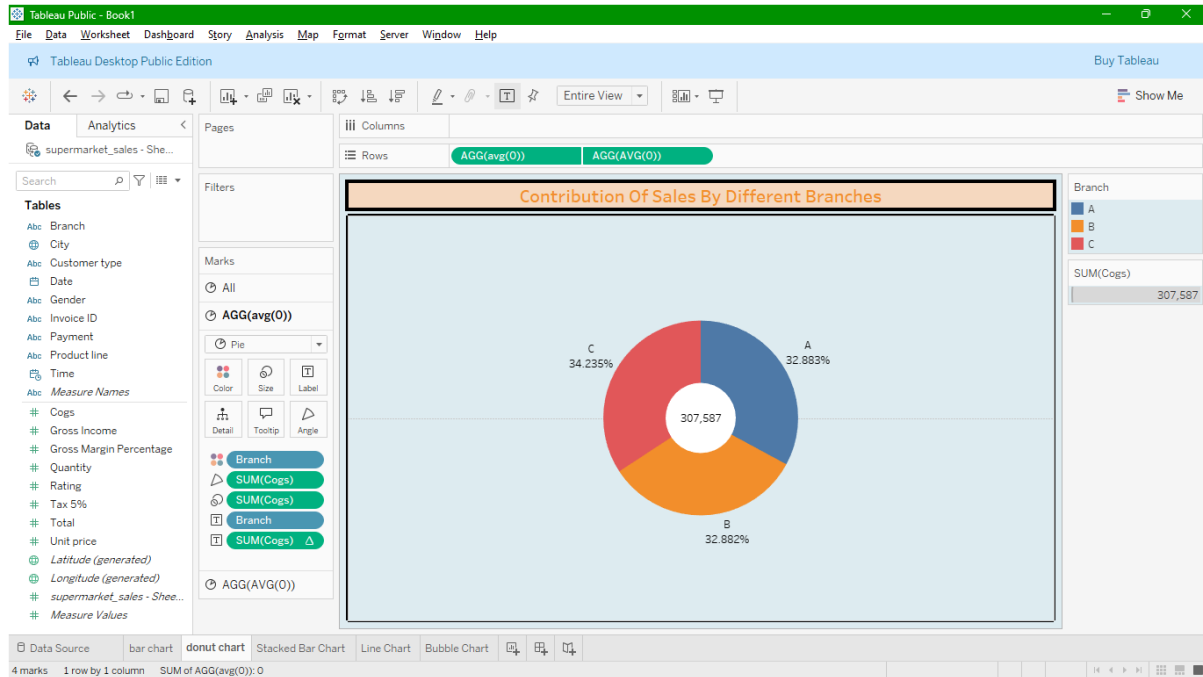 Tableau Public - Book1
File Data Worksheet Dashboard Story Analysis Map Format Server Window Help
Tableau Desktop Public Edition
Buy Tableau
Entire View
Show Me
Data Analytics
supermarket_sales - She...
Search
Tables
Abc Branch
City
Abc Customer type
Date
Abc Gender
Abc Invoice ID
Abc Payment
Abc Product line
Time
Abc Measure Names
# Cogs
# Gross Income
# Gross Margin Percentage
# Quantity
# Rating
# Tax 5%
# Total
# Unit price
Latitude (generated)
Longitude (generated)
# supermarket_sales - Shee...
# Measure Values
Pages
Filters
Marks
All
AGG(avg(0))
Pie
Color Size Label
Detail Tooltip Angle
Branch
SUM(Cogs)
SUM(Cogs)
Branch
SUM(Cogs) Δ
AGG(AVG(0))
Columns
Rows
AGG(avg(0)) AGG(AVG(0))
Contribution Of Sales By Different Branches
C
34.235%
A
32.883%
307,587
B
32.882%
Branch
A
B
C
SUM(Cogs)
307,587
Data Source bar chart donut chart Stacked Bar Chart Line Chart Bubble Chart
4 marks 1 row by 1 column SUM of AGG(avg(0)): 0